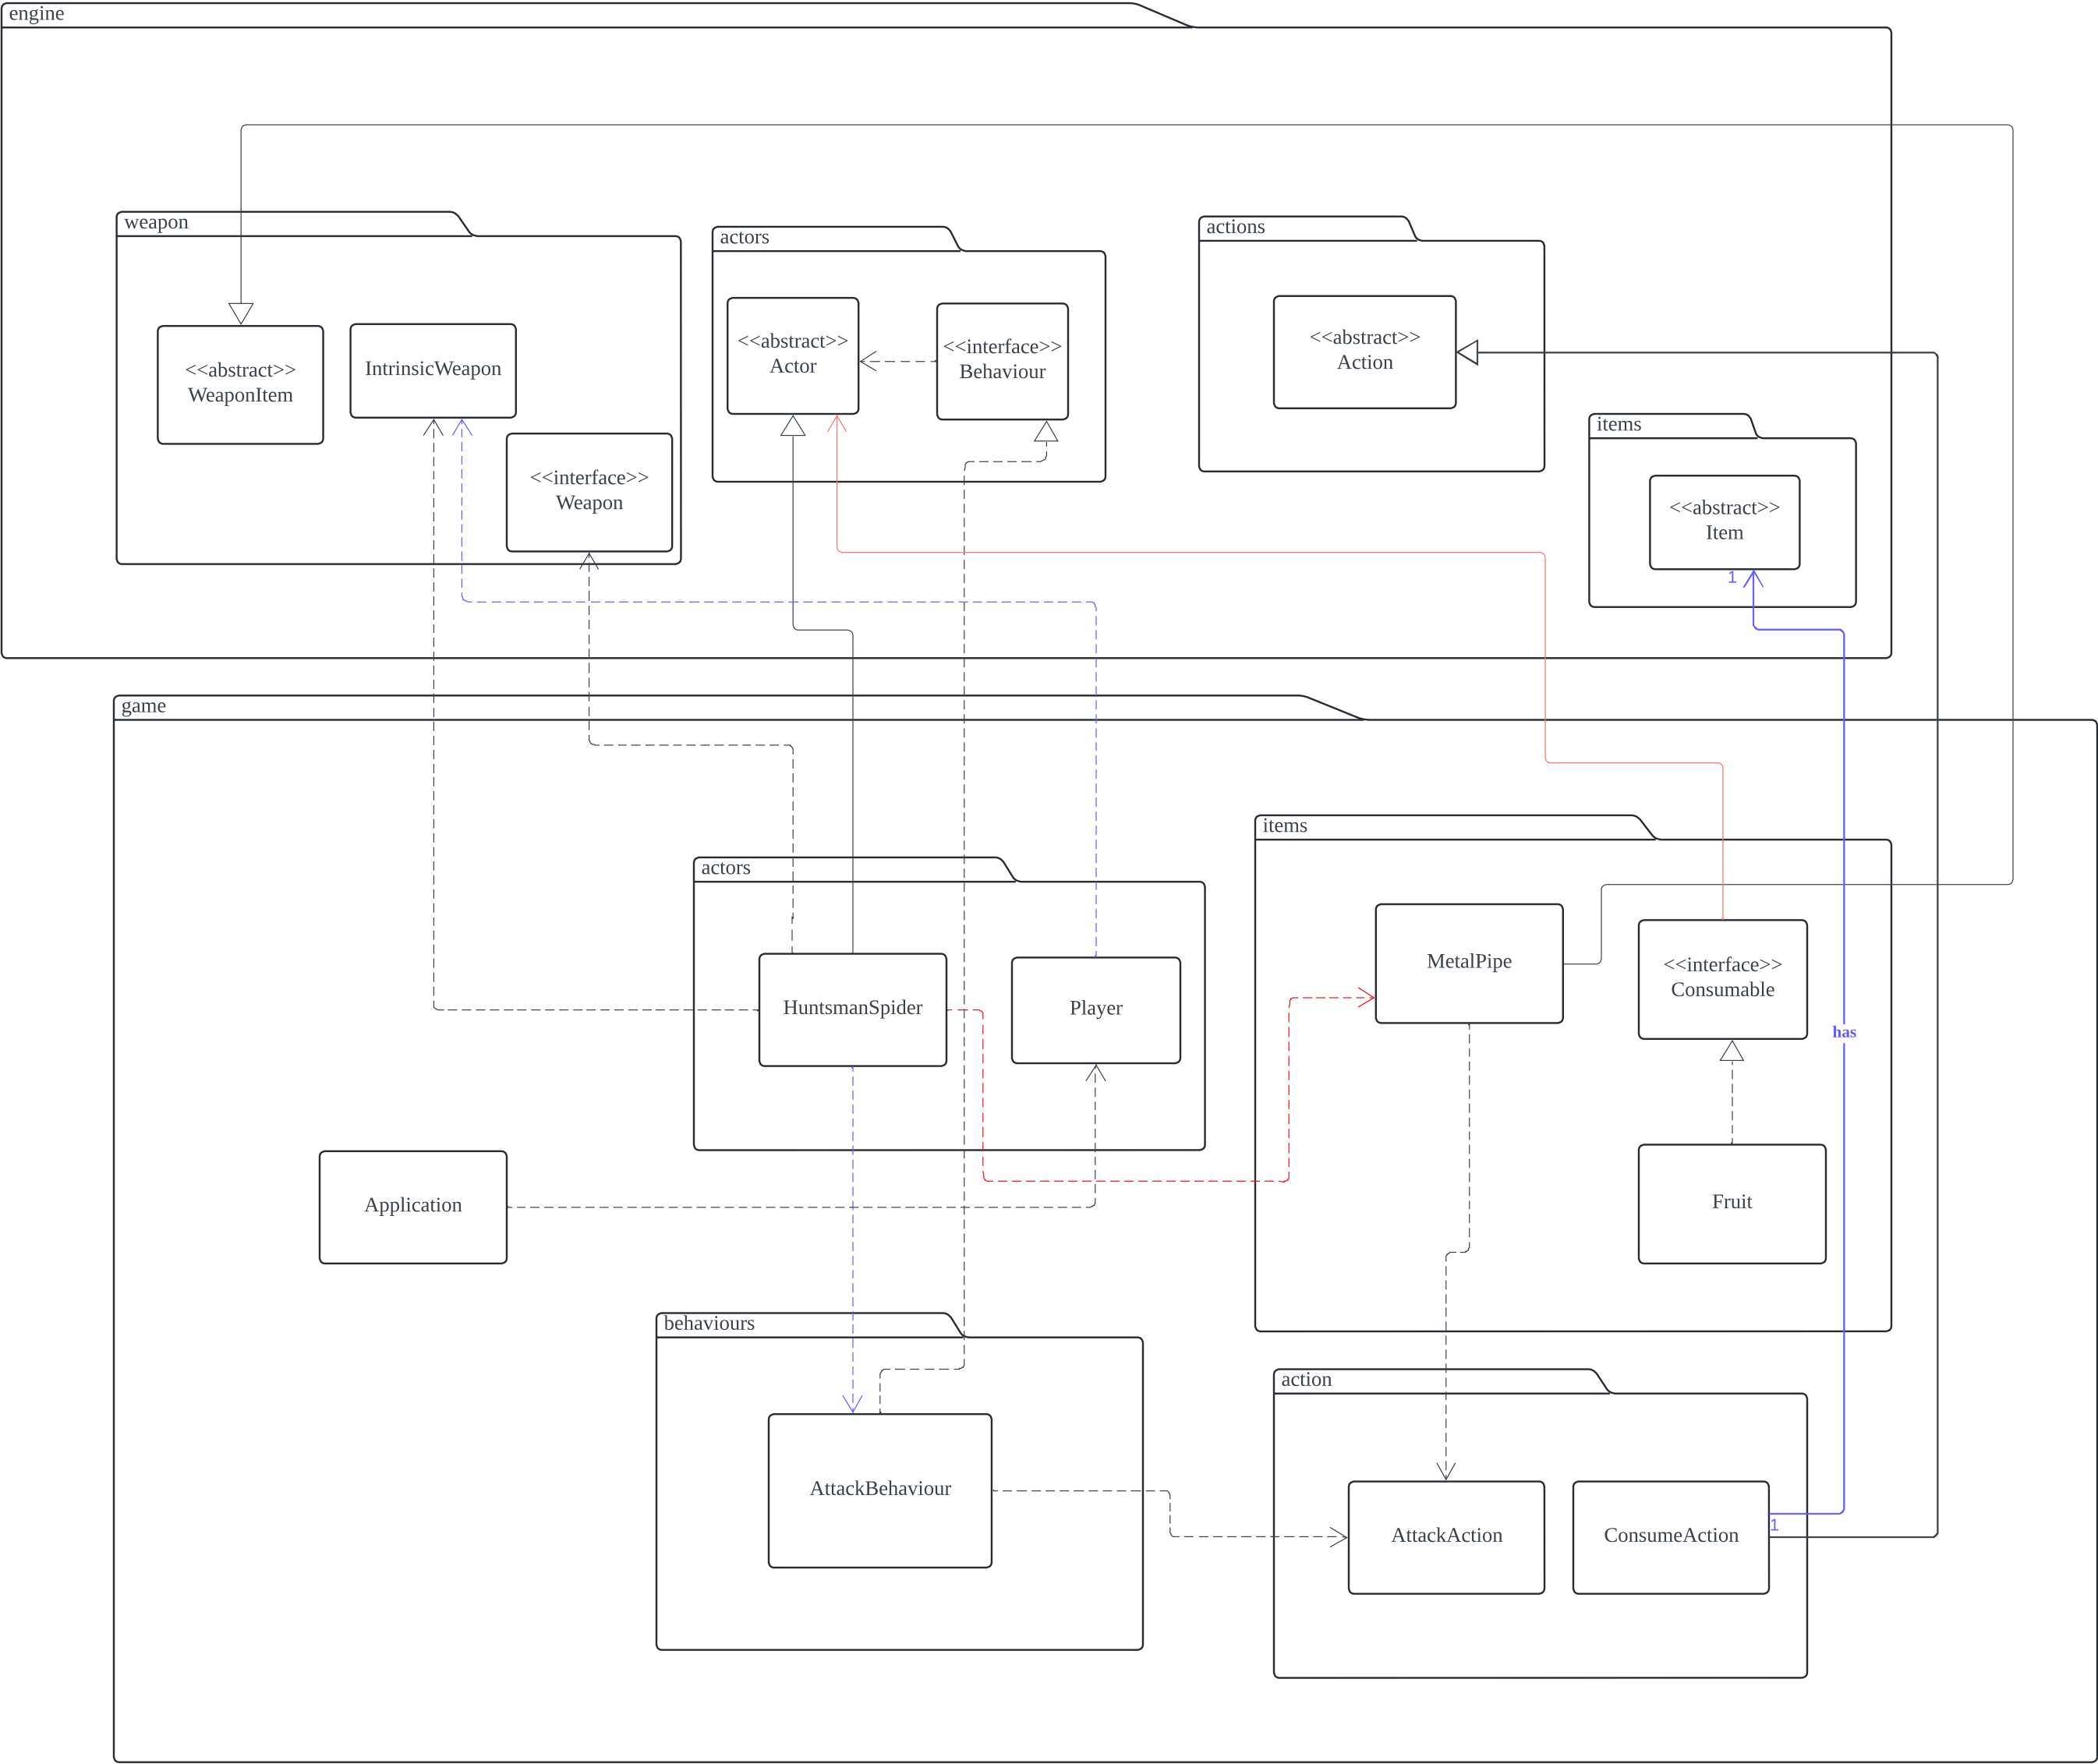 engine
weapon
actors
actions
<<abstract>>
WeaponItem
IntrinsicWeapon
<<interface>>
Weapon
<<abstract>>
Actor
<<interface>>
Behaviour
<<abstract>>
Action
items
<<abstract>>
Item
1
game
items
actors
MetalPipe
<<interface>>
Consumable
HuntsmanSpider
Player
has
Application
Fruit
behaviours
action
AttackBehaviour
AttackAction
ConsumeAction
1